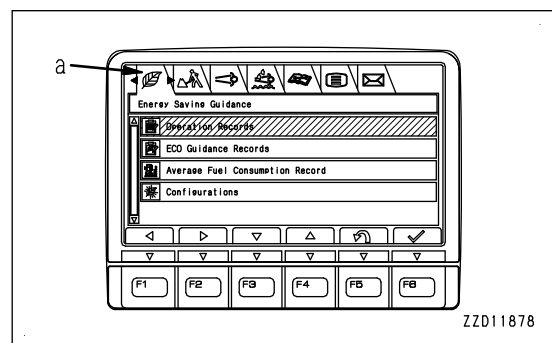 a
Energy Saving Guidance
Operation Records
ECO Guidance Records
Average Fuel Consumption Record
Configurations
F1 F2 F3 F4 F5 F6
ZZD11878